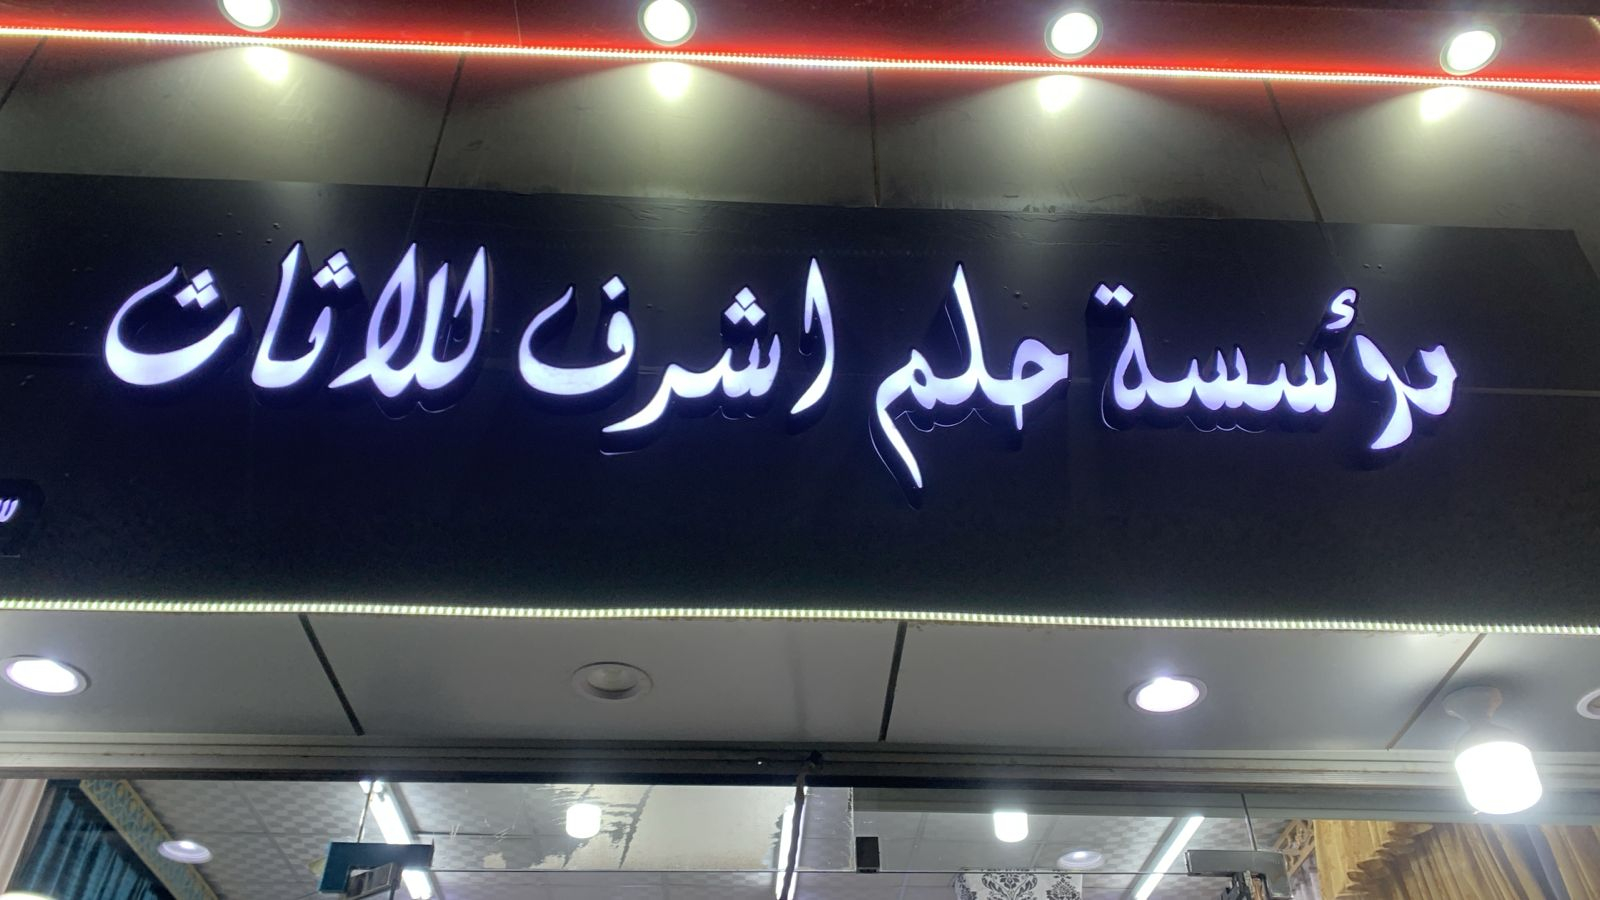 مؤسسة حلم اشرف للاثاث